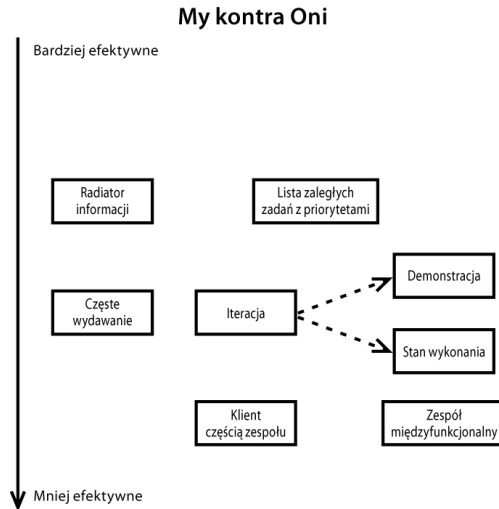 My kontra Oni
Bardziej efektywne
Radiator
informacji
Lista zaległych
zadań z priorytetami
Demonstracja
Częste
wydawanie
Iteracja
Stan wykonania
Klient
częścią zespołu
Zespół
międzyfunkcjonalny
Mniej efektywne